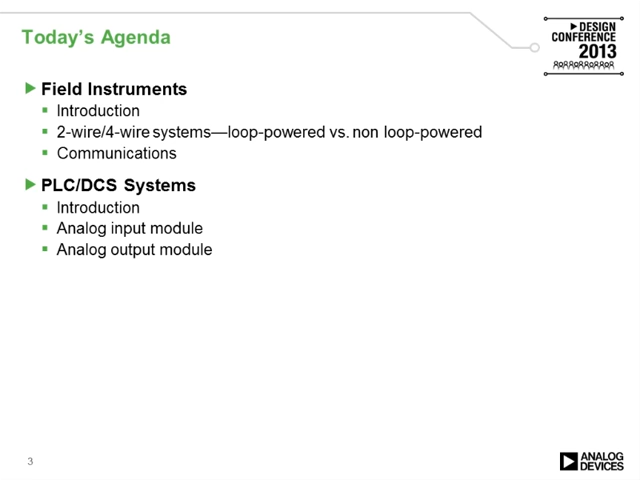 Today's Agenda
DESIGN
CONFERENCE
2013
Field Instruments
Introduction
2-wire/4-wire systems—loop-powered vs. non loop-powered
Communications
PLC/DCS Systems
Introduction
Analog input module
Analog output module
3
ANALOG
DEVICES